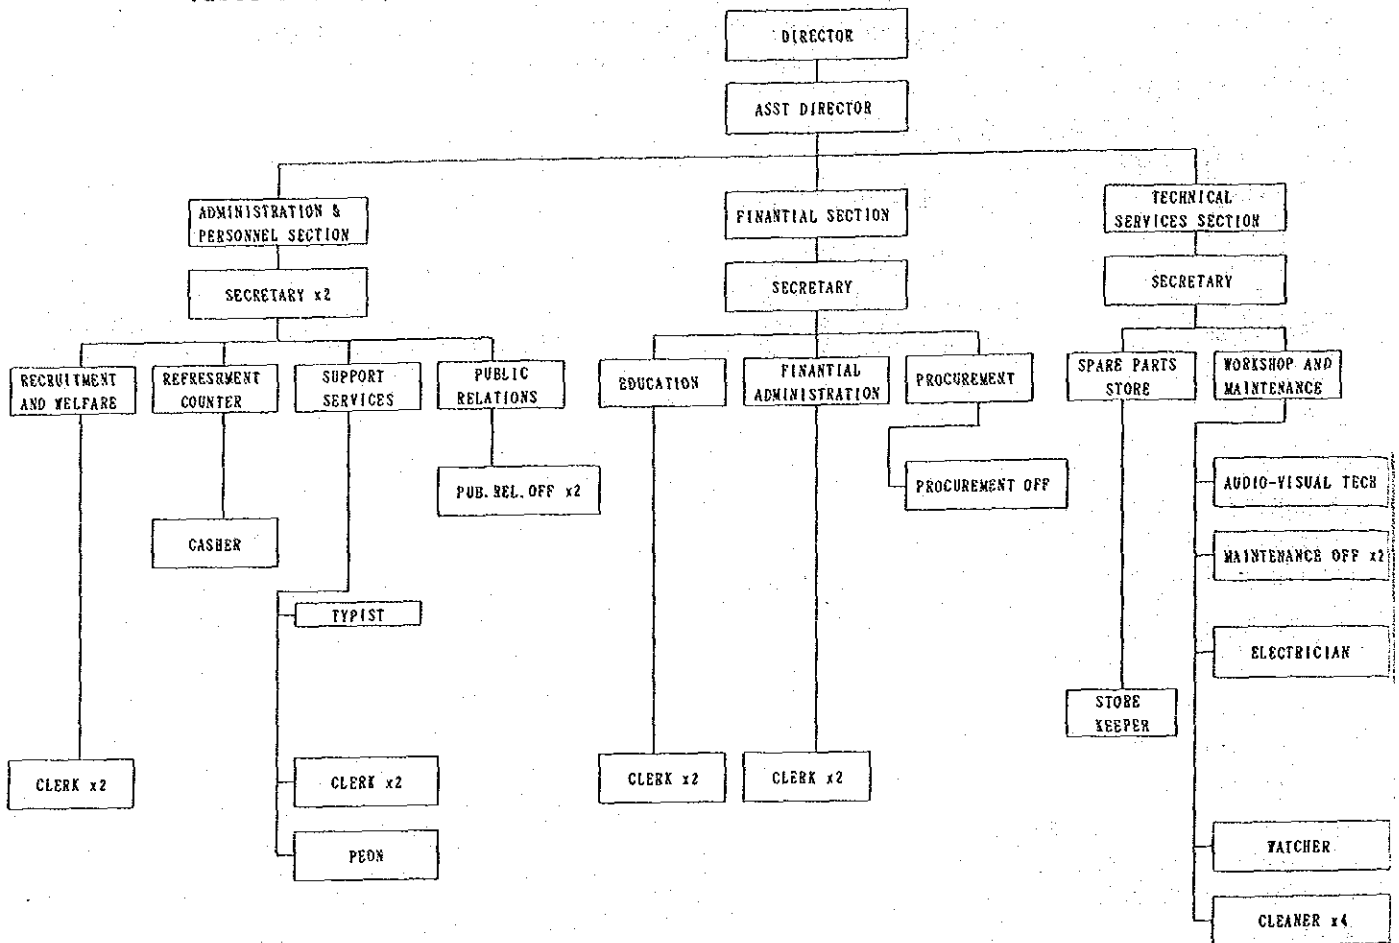 DIRECTOR
ASST DIRECTOR
ADMINISTRATION &
PERSONNEL SECTION
FINANTIAL SECTION
TECHNICAL
SERVICES SECTION
SECRETARY x2
SECRETARY
SECRETARY
RECRUITMENT
AND WELFARE
REFRESHMENT
COUNTER
SUPPORT
SERVICES
PUBLIC
RELATIONS
EDUCATION
FINANTIAL
ADMINISTRATION
PROCUREMENT
SPARE PARTS
STORE
WORKSHOP AND
MAINTENANCE
PUB. REL. OFF x2
PROCUREMENT OFF
AUDIO-VISUAL TECH
CASHER
MAINTENANCE OFF x2
TYPIST
ELECTRICIAN
STORE
KEEPER
CLERK x2
CLERK x2
CLERK x2
CLERK x2
PEON
WATCHER
CLEANER x4